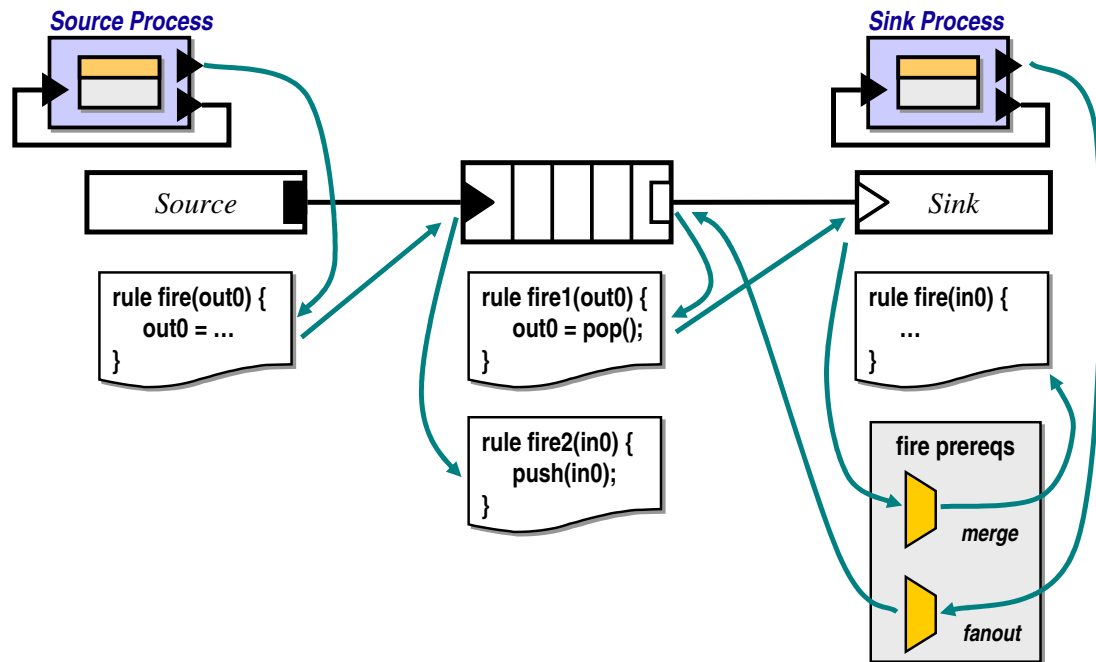 Source Process
Sink Process
Source
Sink
rule fire(out0) {
out0 = ...
}
rule fire1(out0) {
out0 = pop();
}
rule fire(in0) {
...
}
rule fire2(in0) {
push(in0);
}
fire prereqs
merge
fanout